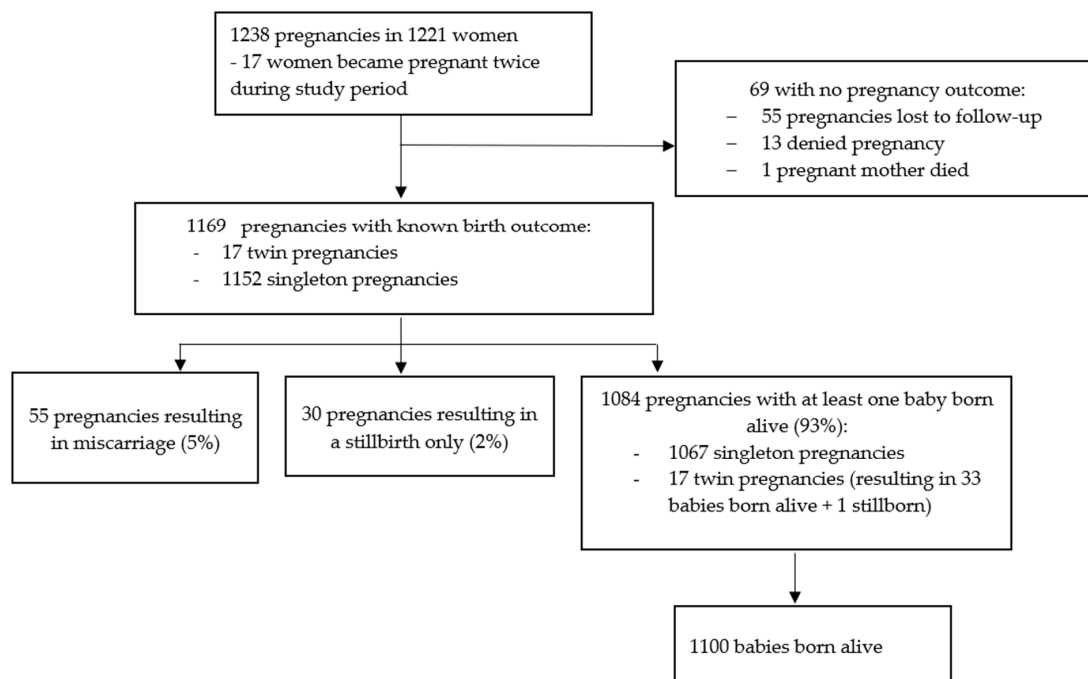 1238 pregnancies in 1221 women
- 17 women became pregnant twice
during study period
69 with no pregnancy outcome:
– 55 pregnancies lost to follow-up
– 13 denied pregnancy
– 1 pregnant mother died
1169 pregnancies with known birth outcome:
- 17 twin pregnancies
- 1152 singleton pregnancies
55 pregnancies resulting
in miscarriage (5%)
30 pregnancies resulting in
a stillbirth only (2%)
1084 pregnancies with at least one baby born
alive (93%):
- 1067 singleton pregnancies
- 17 twin pregnancies (resulting in 33
babies born alive + 1 stillborn)
1100 babies born alive